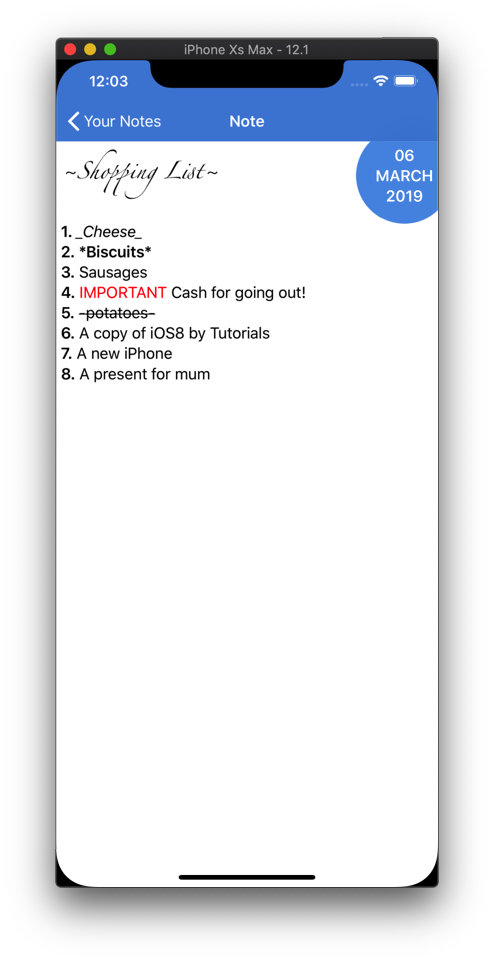 iPhone Xs Max - 12.1
12:03
Your Notes
Note
06
MARCH
2019
~Shopping List~
1. _Cheese_
2. *Biscuits*
3. Sausages
4. IMPORTANT Cash for going out!
5. -potatoes-
6. A copy of iOS8 by Tutorials
7. A new iPhone
8. A present for mum